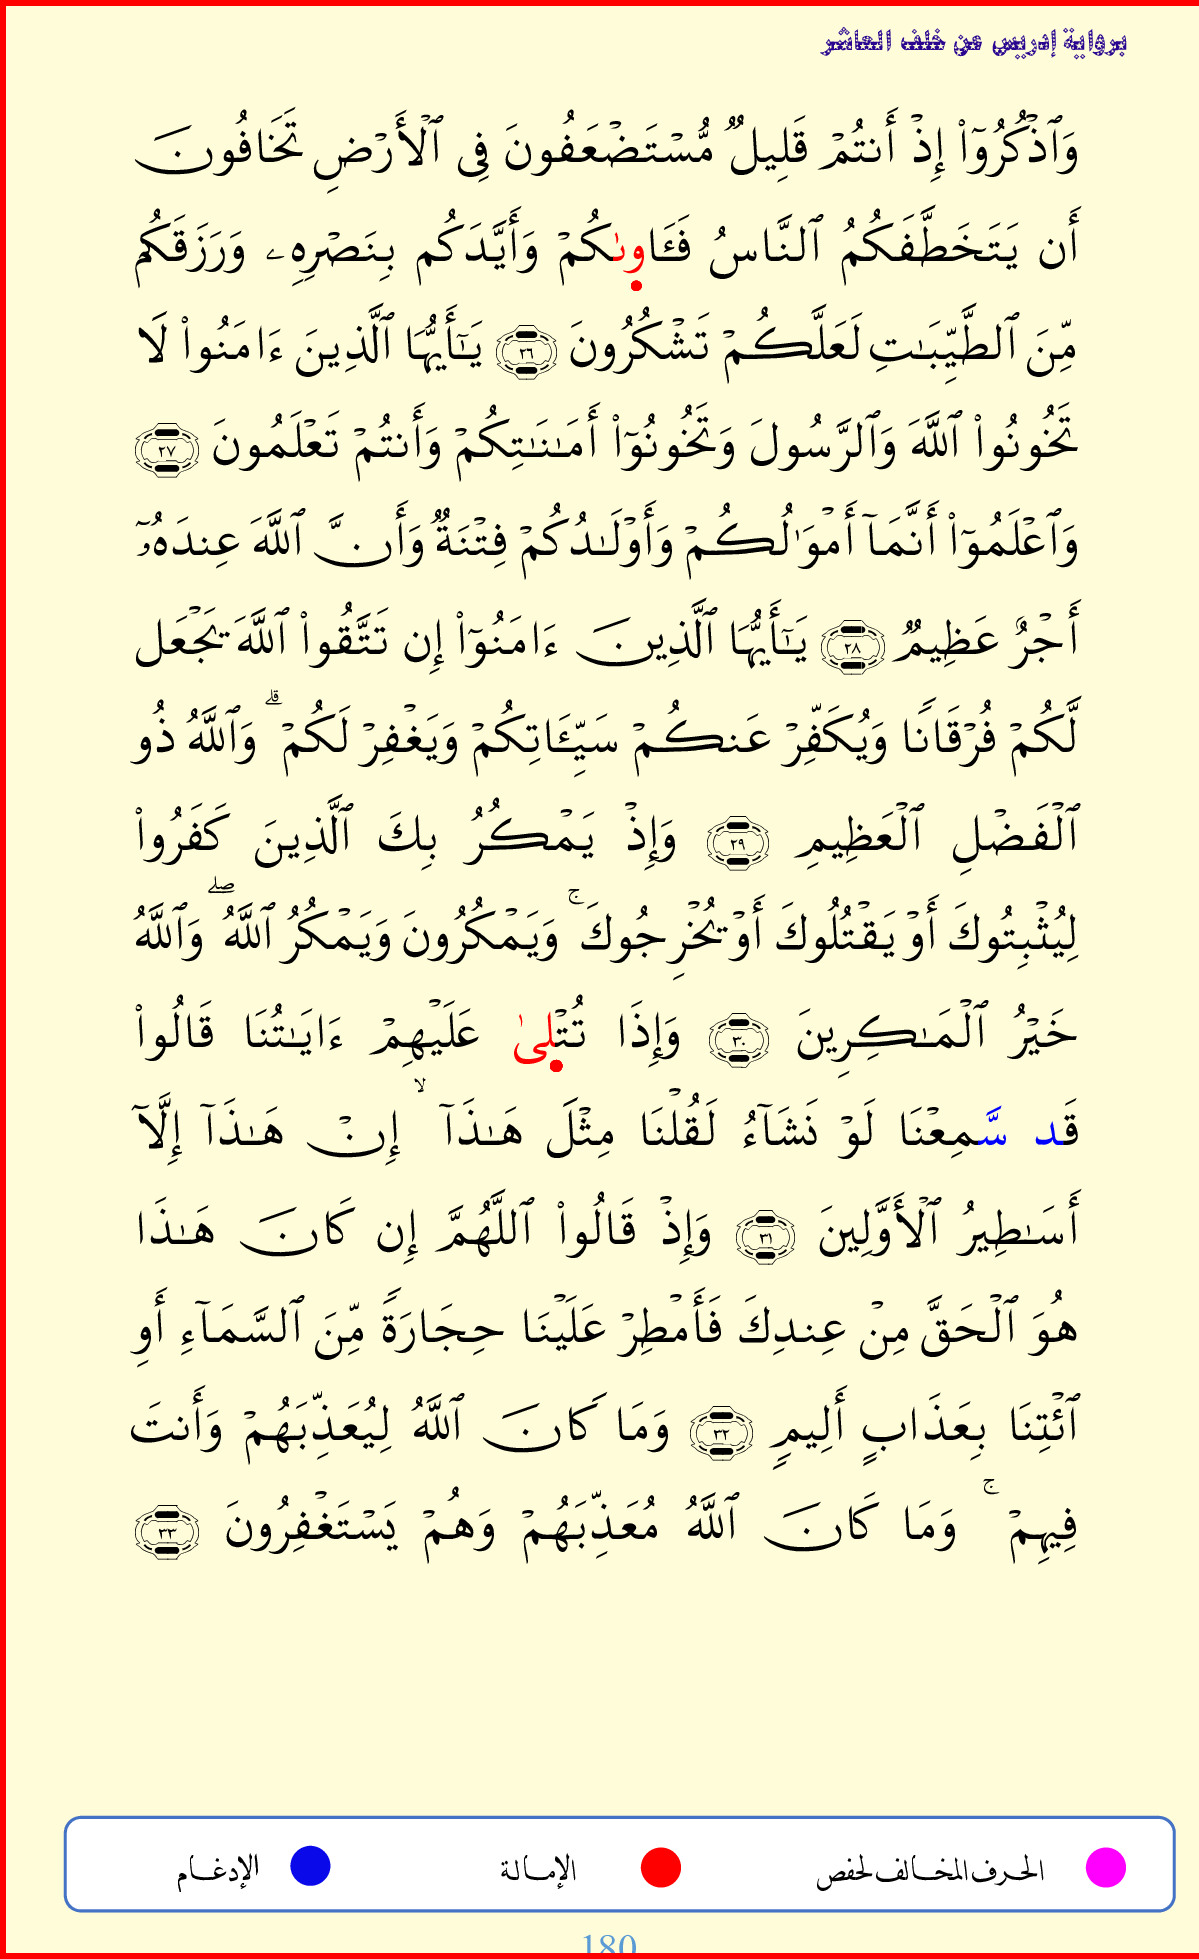 برواية إدريس عن خلف العاشر
وَٱذۡكُرُوٓاْ إِذۡ أَنتُمۡ قَلِيلٞ مُّسۡتَضۡعَفُونَ فِي ٱلۡأَرۡضِ تَخَافُونَ
أَن يَتَخَطَّفَكُمُ ٱلنَّاسُ فَـَٔاوىٰكُمۡ وَأَيَّدَكُم بِنَصۡرِهِۦ وَرَزَقَكُم
مِّنَ ٱلطَّيِّبَٰتِ لَعَلَّكُمۡ تَشۡكُرُونَ ٢٦ يَٰٓأَيُّهَا ٱلَّذِينَ ءَامَنُواْ لَا
تَخُونُواْ ٱللَّهَ وَٱلرَّسُولَ وَتَخُونُوٓاْ أَمَٰنَٰتِكُمۡ وَأَنتُمۡ تَعۡلَمُونَ ٢٧
وَٱعۡلَمُوٓاْ أَنَّمَآ أَمۡوَٰلُكُمۡ وَأَوۡلَٰدُكُمۡ فِتۡنَةٞ وَأَنَّ ٱللَّهَ عِندَهُۥٓ
أَجۡرٌ عَظِيمٞ ٢٨ يَٰٓأَيُّهَا ٱلَّذِينَ ءَامَنُوٓاْ إِن تَتَّقُواْ ٱللَّهَ يَجۡعَل
لَّكُمۡ فُرۡقَانٗا وَيُكَفِّرۡ عَنكُمۡ سَيِّـَٔاتِكُمۡ وَيَغۡفِرۡ لَكُمۡۗ وَٱللَّهُ ذُو
ٱلۡفَضۡلِ ٱلۡعَظِيمِ ٢٩ وَإِذۡ يَمۡكُرُ بِكَ ٱلَّذِينَ كَفَرُواْ
لِيُثۡبِتُوكَ أَوۡ يَقۡتُلُوكَ أَوۡ يُخۡرِجُوكَۚ وَيَمۡكُرُونَ وَيَمۡكُرُ ٱللَّهُۖ وَٱللَّهُ
خَيۡرُ ٱلۡمَٰكِرِينَ ٣٠ وَإِذَا تُتۡلىٰ عَلَيۡهِمۡ ءَايَٰتُنَا قَالُواْ
قَد سَّمِعۡنَا لَوۡ نَشَآءُ لَقُلۡنَا مِثۡلَ هَٰذَآۙ إِنۡ هَٰذَآ إِلَّآ
أَسَٰطِيرُ ٱلۡأَوَّلِينَ ٣١ وَإِذۡ قَالُواْ ٱللَّهُمَّ إِن كَانَ هَٰذَا
هُوَ ٱلۡحَقَّ مِنۡ عِندِكَ فَأَمۡطِرۡ عَلَيۡنَا حِجَارَةٗ مِّنَ ٱلسَّمَآءِ أَوِ
ٱئۡتِنَا بِعَذَابٍ أَلِيمٖ ٣٢ وَمَا كَانَ ٱللَّهُ لِيُعَذِّبَهُمۡ وَأَنتَ
فِيهِمۡۚ وَمَا كَانَ ٱللَّهُ مُعَذِّبَهُمۡ وَهُمۡ يَسۡتَغۡفِرُونَ ٣٣
الحرف المخالف لحفص الإمالة الإدغام
180